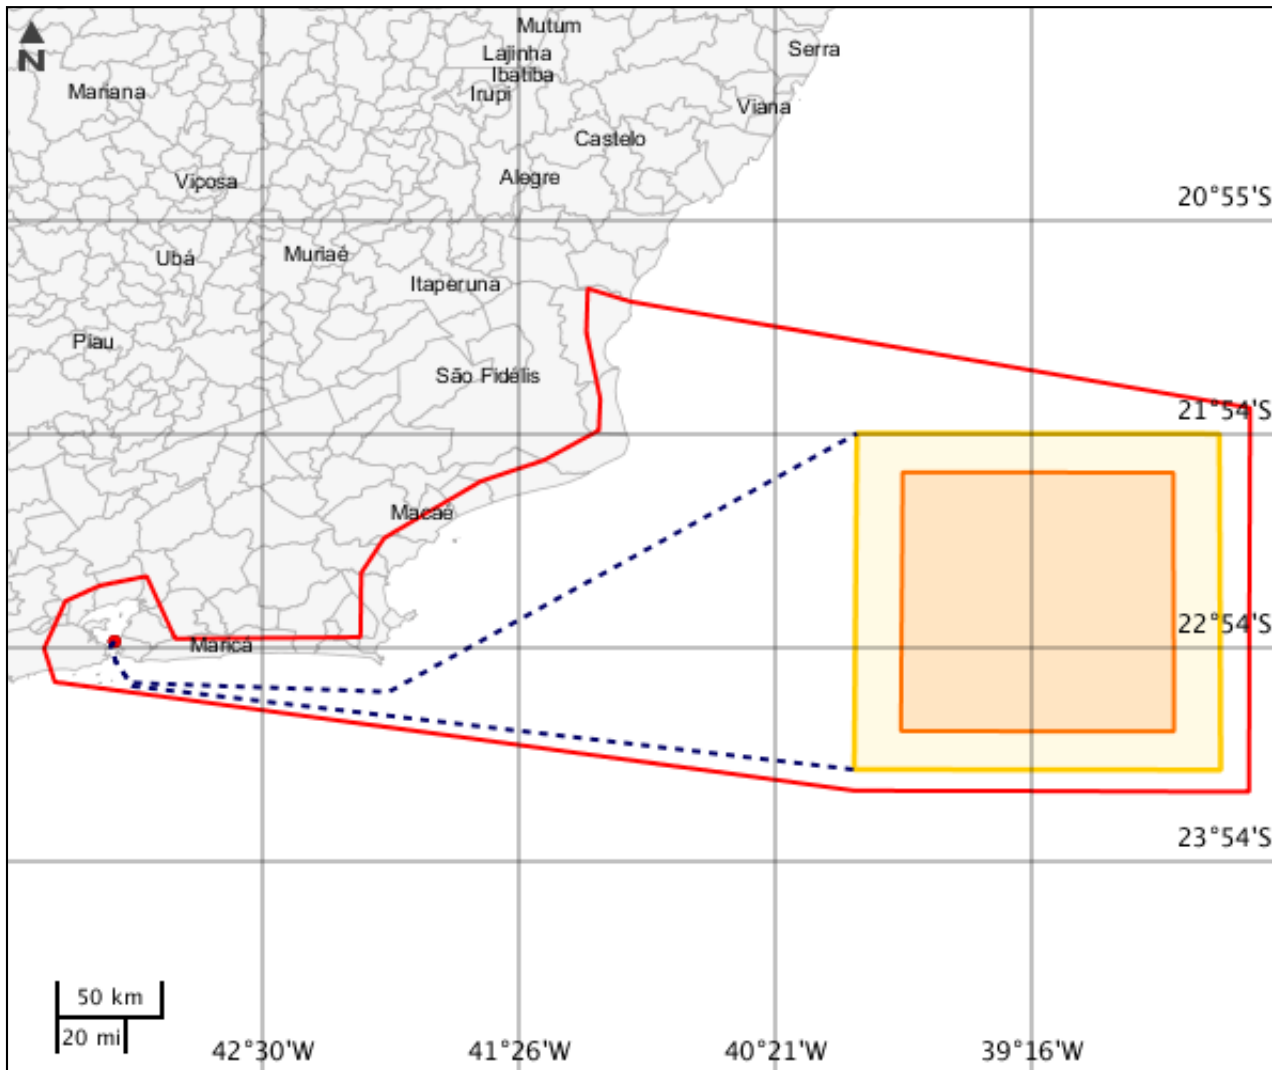 N
Mutum
Serra
Lajinha
Ibatiba
Mariana
Irupi
Viana
Castelo
Viçosa
Alegre
20°55'S
Ubá
Muriaé
Itaperuna
Piau
São Fidélis
21°54'S
Macaé
22°54'S
Maricá
23°54'S
50 km
20 mi
42°30'W
41°26'W
40°21'W
39°16'W